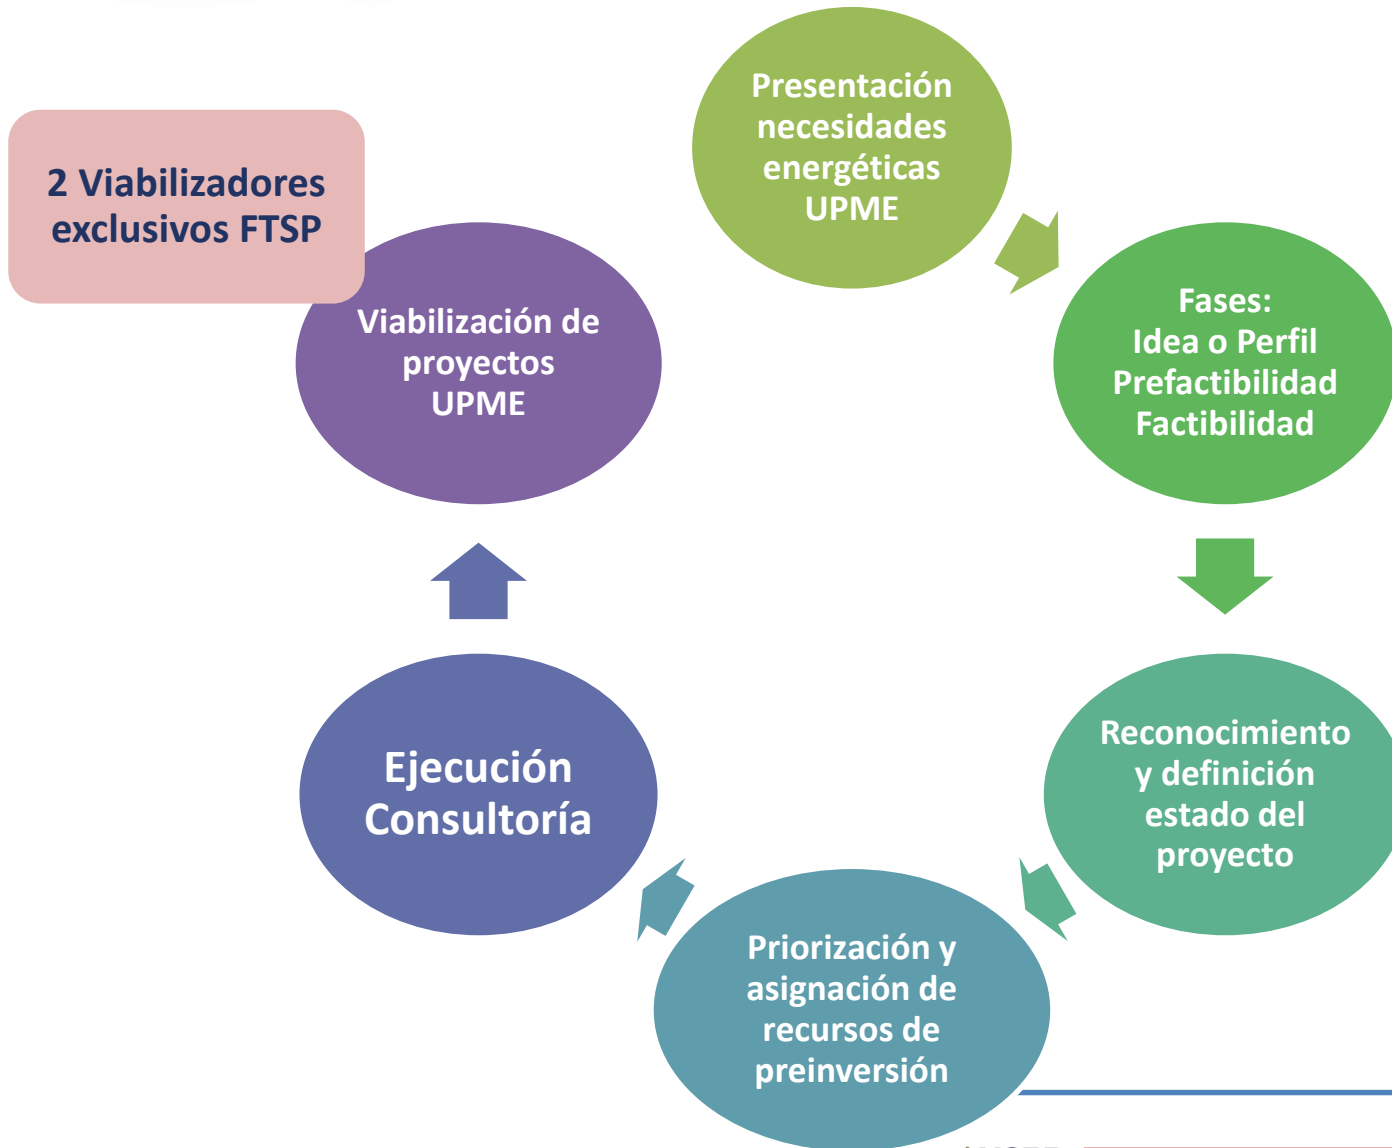 Presentación
necesidades
energéticas
UPME
2 Viabilizadores
exclusivos FTSP
Fases:
Idea o Perfil
Prefactibilidad
Factibilidad
Viabilización de
proyectos
UPME
Reconocimiento
y definición
estado del
proyecto
Ejecución
Consultoría
Priorización y
asignación de
recursos de
preinversión